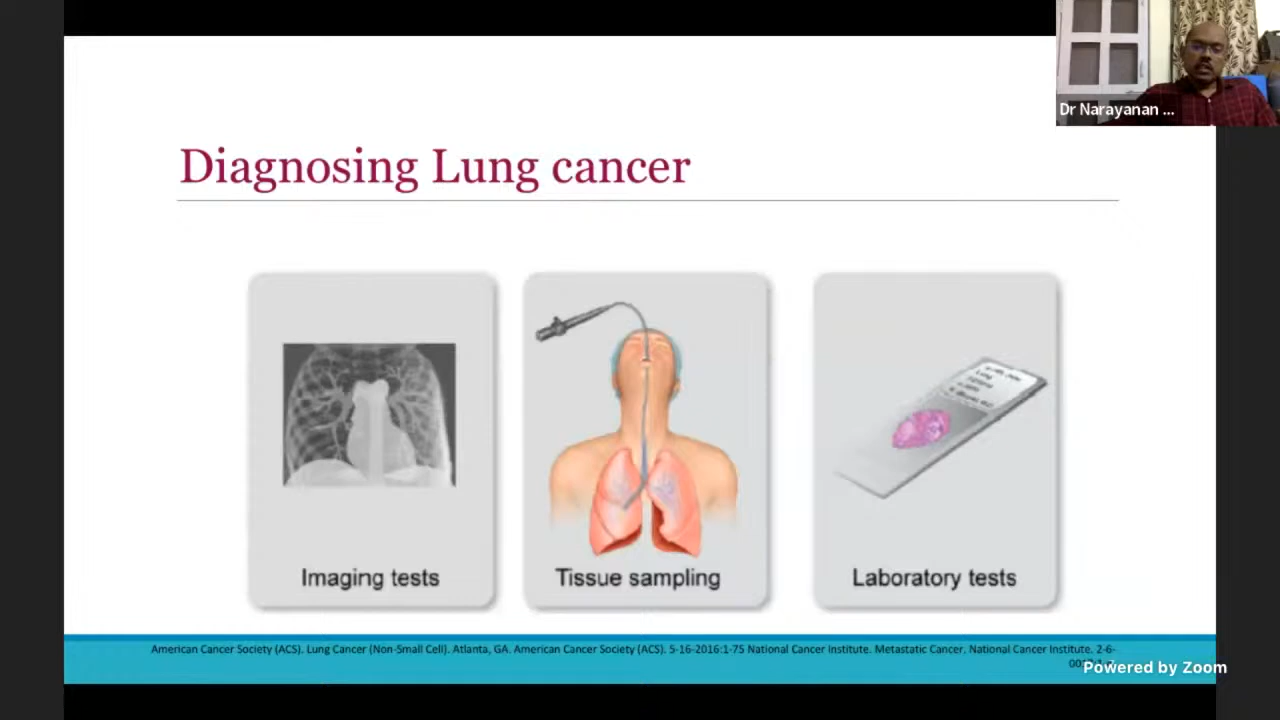 Dr Narayanan ...
Diagnosing Lung cancer
Imaging tests
Tissue sampling
Laboratory tests
American Cancer Society (ACS). Lung Cancer (Non-Small Cell). Atlanta, GA. American Cancer Society (ACS). 5-16-2016:1-75 National Cancer Institute. Metastatic Cancer. National Cancer Institute. 2-6-
Powered by Zoom